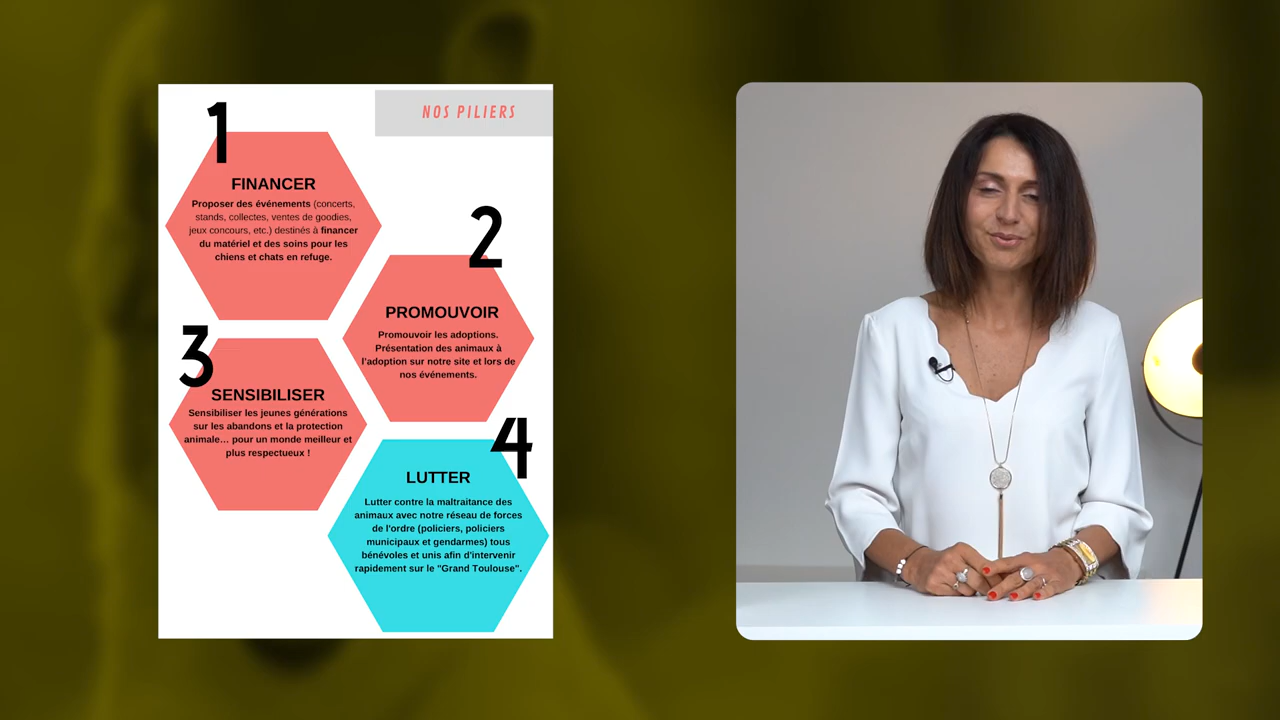 NOS PILIERS
1
FINANCER
Proposer des événements (concerts,
stands, collectes, ventes de goodies,
jeux concours, etc.) destinés à financer
du matériel et des soins pour les
chiens et chats en refuge.
2
PROMOUVOIR
Promouvoir les adoptions.
Présentation des animaux à
l'adoption sur notre site et lors de
nos événements.
3
SENSIBILISER
Sensibiliser les jeunes générations
sur les abandons et la protection
animale... pour un monde meilleur et
plus respectueux !
4
LUTTER
Lutter contre la maltraitance des
animaux avec notre réseau de forces
de l'ordre (policiers, policiers
municipaux et gendarmes) tous
bénévoles et unis afin d'intervenir
rapidement sur le "Grand Toulouse".